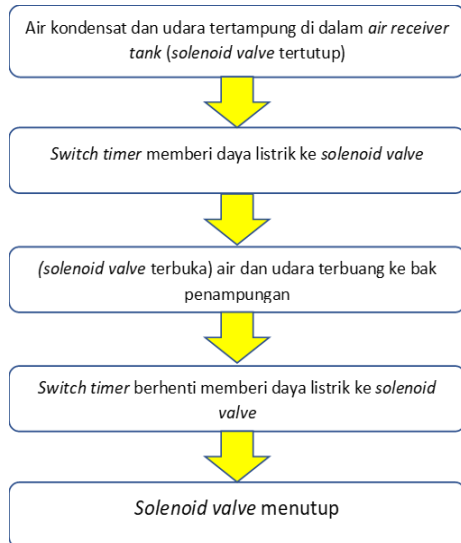 Air kondensat dan udara tertampung di dalam air receiver
tank (solenoid valve tertutup)
Switch timer memberi daya listrik ke solenoid valve
(solenoid valve terbuka) air dan udara terbuang ke bak
penampungan
Switch timer berhenti memberi daya listrik ke solenoid
valve
Solenoid valve menutup